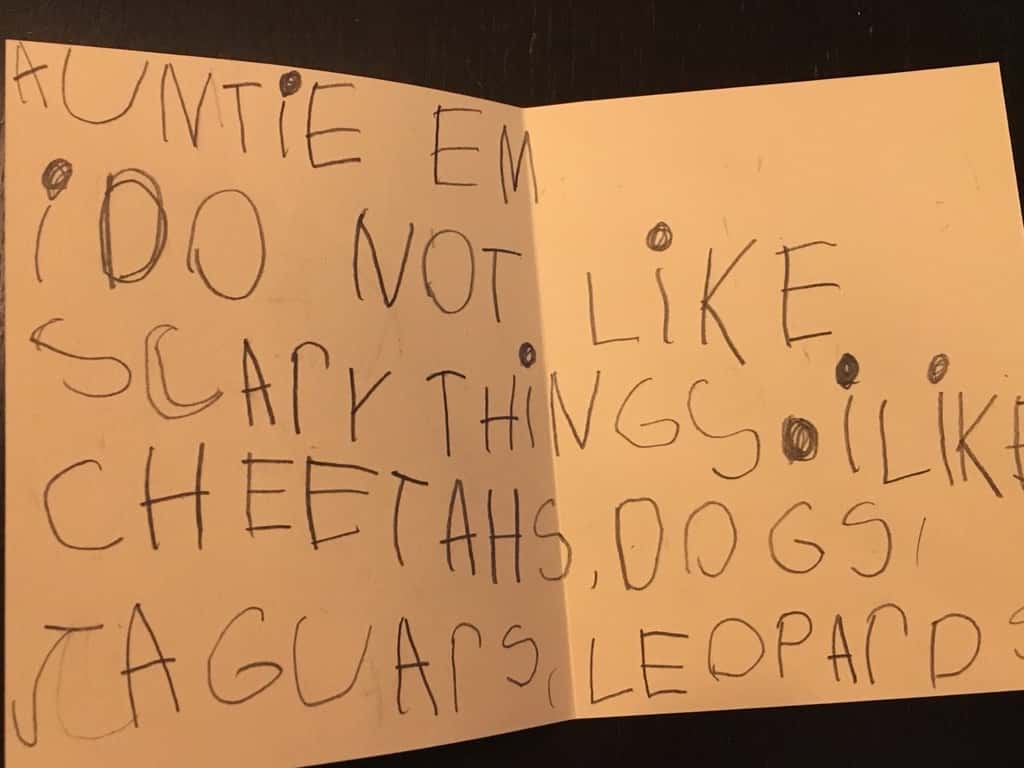 AUNTIE EM
i DO NOT LiKE
SCArY THiNGS. i LiKE
CHEETAHS, DOGS,
JAGUArS, LEOPArDS